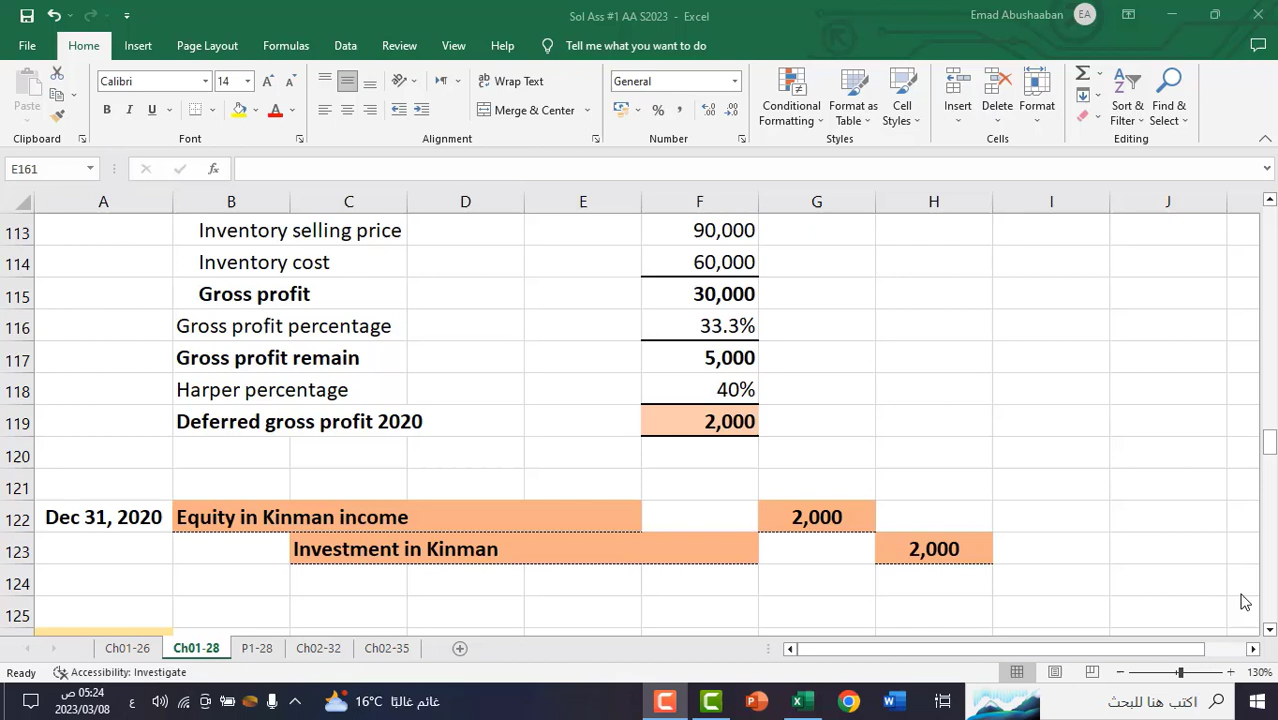 Sol Ass #1 AA S2023 - Excel
Emad Abushaaban
EA
File
Home
Insert
Page Layout
Formulas
Data
Review
View
Help
Tell me what you want to do
Paste
Calibri
14
B
I
U
Wrap Text
Merge & Center
General
Conditional
Formatting
Format as
Table
Cell
Styles
Insert
Delete
Format
Sort &
Filter
Find &
Select
Clipboard
Font
Alignment
Number
Styles
Cells
Editing
E161
fx
A B C D E F G H I J
113 Inventory selling price 90,000
114 Inventory cost 60,000
115 Gross profit 30,000
116 Gross profit percentage 33.3%
117 Gross profit remain 5,000
118 Harper percentage 40%
119 Deferred gross profit 2020 2,000
120
121
122 Dec 31, 2020 Equity in Kinman income 2,000
123 Investment in Kinman 2,000
124
125
Ch01-26
Ch01-28
P1-28
Ch02-32
Ch02-35
Ready
Accessibility: Investigate
130%
05:24 ص
2023/03/08
ع
16°C غائم غالبًا
اكتب هنا للبحث